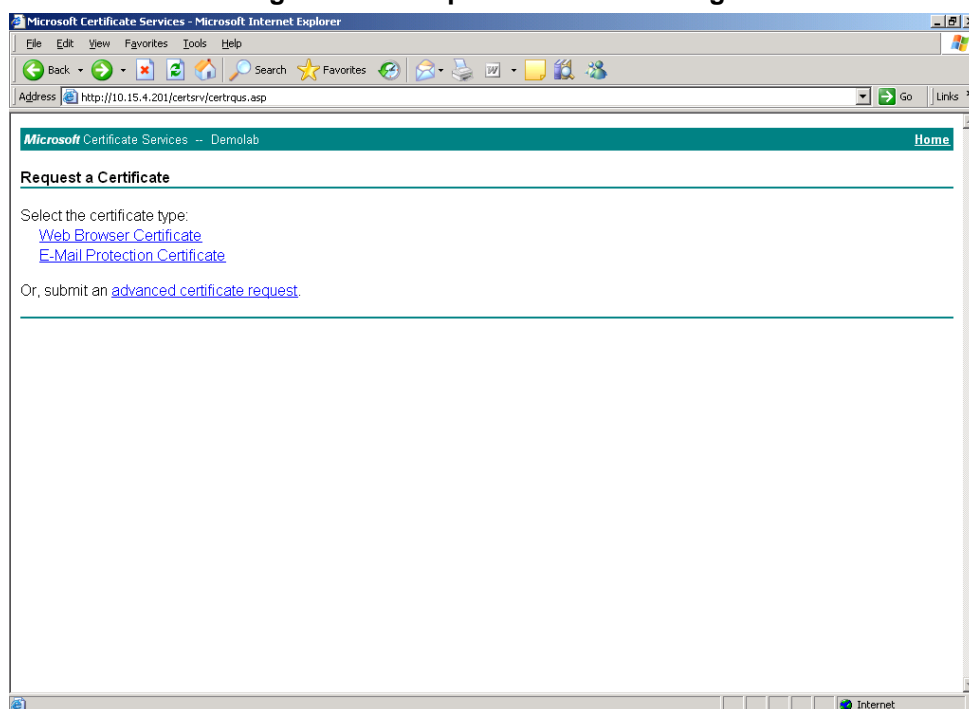 Microsoft Certificate Services - Microsoft Internet Explorer
File Edit View Favorites Tools Help
Back Search Favorites
Address http://10.15.4.201/certsrv/certrqus.asp Go Links
Microsoft Certificate Services -- Demolab Home
Request a Certificate
Select the certificate type:
Web Browser Certificate
E-Mail Protection Certificate
Or, submit an advanced certificate request.
Internet